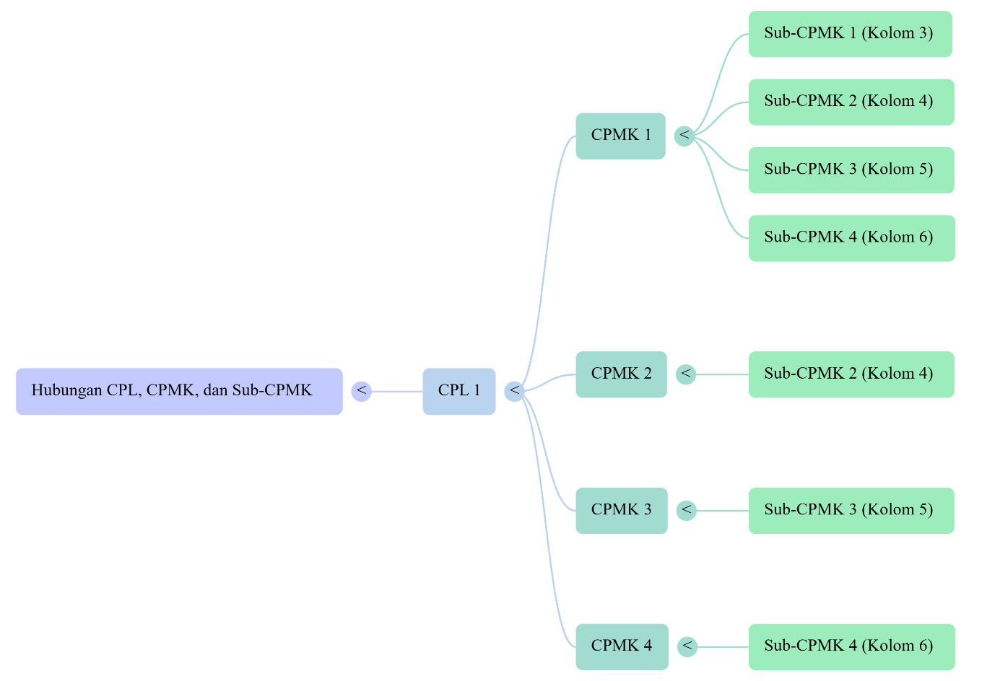 Hubungan CPL, CPMK, dan Sub-CPMK
<
CPL 1
<
CPMK 1
<
Sub-CPMK 1 (Kolom 3)
Sub-CPMK 2 (Kolom 4)
Sub-CPMK 3 (Kolom 5)
Sub-CPMK 4 (Kolom 6)
CPMK 2
<
Sub-CPMK 2 (Kolom 4)
CPMK 3
<
Sub-CPMK 3 (Kolom 5)
CPMK 4
<
Sub-CPMK 4 (Kolom 6)